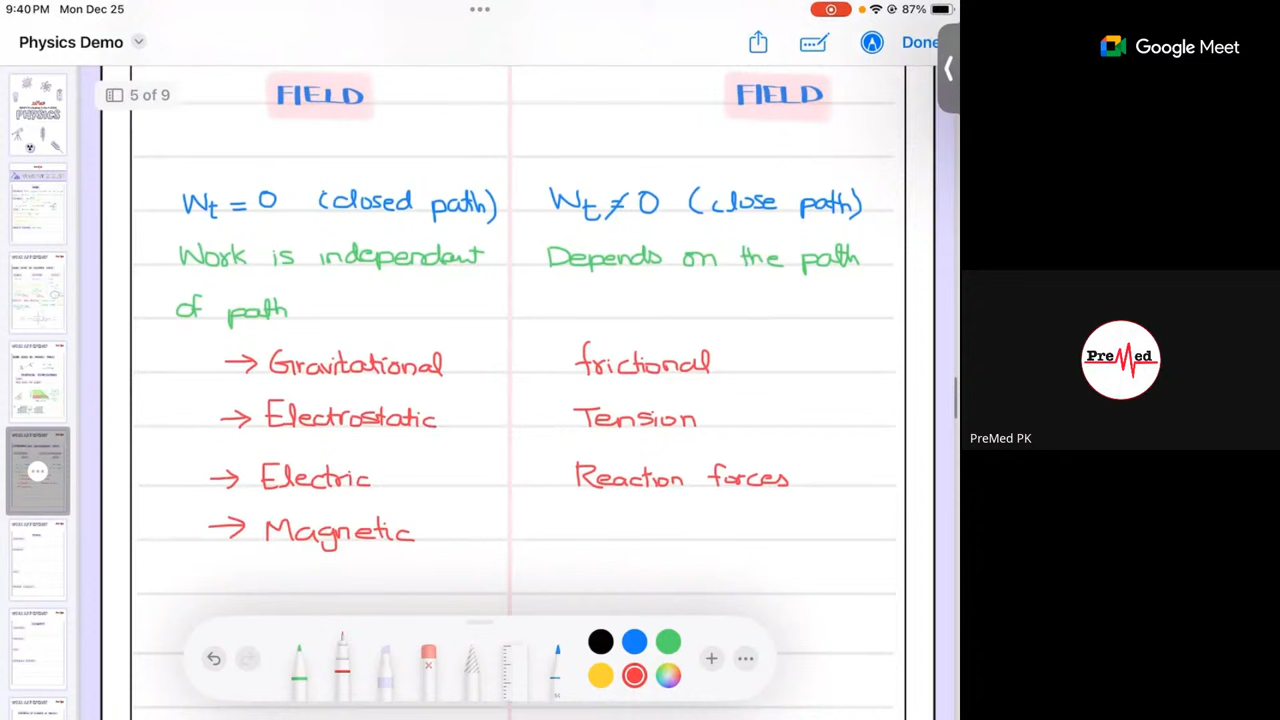 9:40 PM Mon Dec 25
87%
Physics Demo
Done
Google Meet
5 of 9
FIELD
FIELD
Wt = 0 (closed path)
Wt ≠ 0 (close path)
Work is independant
Depends on the path
of path
→ Gravitational
frictional
→ Electrostatic
Tension
→ Electric
Reaction forces
→ Magnetic
PreMed
PreMed PK
PHYSICS